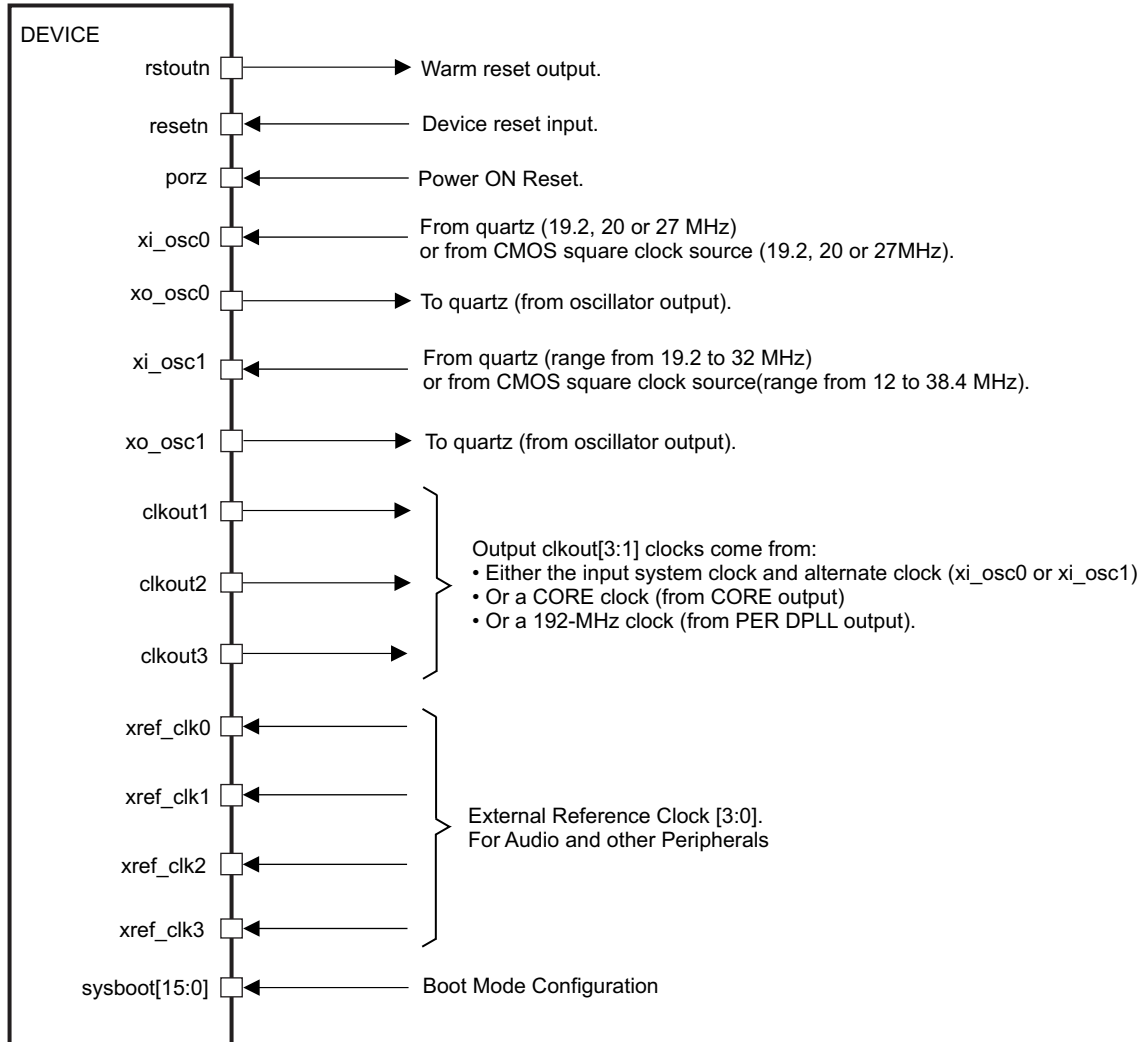 DEVICE
rstoutn
Warm reset output.
resetn
Device reset input.
porz
Power ON Reset.
xi_osc0
From quartz (19.2, 20 or 27 MHz)
or from CMOS square clock source (19.2, 20 or 27MHz).
xo_osc0
To quartz (from oscillator output).
xi_osc1
From quartz (range from 19.2 to 32 MHz)
or from CMOS square clock source(range from 12 to 38.4 MHz).
xo_osc1
To quartz (from oscillator output).
clkout1
clkout2
clkout3
Output clkout[3:1] clocks come from:
• Either the input system clock and alternate clock (xi_osc0 or xi_osc1)
• Or a CORE clock (from CORE output)
• Or a 192-MHz clock (from PER DPLL output).
xref_clk0
xref_clk1
xref_clk2
xref_clk3
External Reference Clock [3:0].
For Audio and other Peripherals
sysboot[15:0]
Boot Mode Configuration